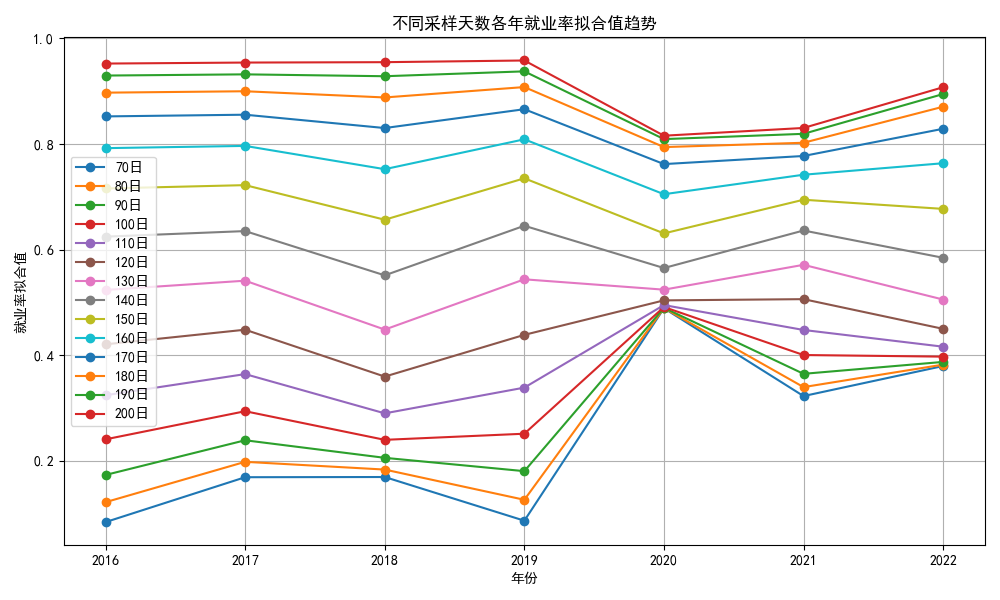 不同采样天数各年就业率拟合值趋势
1.0
0.8
0.6
0.4
0.2
就业率拟合值
70日
80日
90日
100日
110日
120日
130日
140日
150日
160日
170日
180日
190日
200日
2016
2017
2018
2019
2020
2021
2022
年份